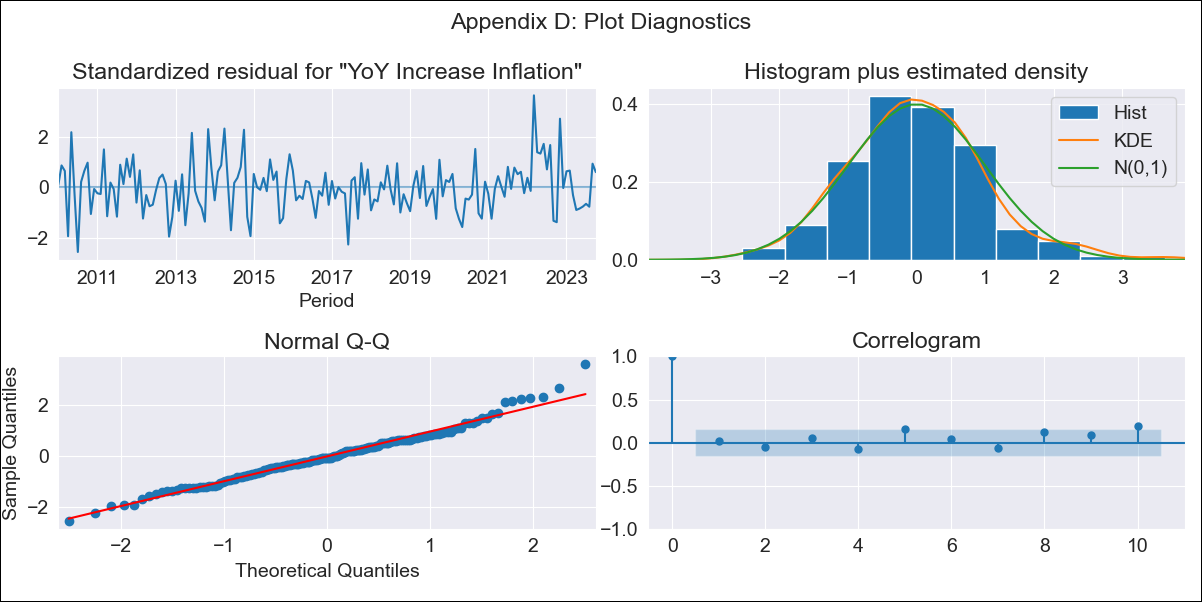 Appendix D: Plot Diagnostics
Standardized residual for "YoY Increase Inflation"
2
0
−2
2011 2013 2015 2017 2019 2021 2023
Period
Histogram plus estimated density
0.4
0.2
0.0
−3 −2 −1 0 1 2 3
Hist
KDE
N(0,1)
Normal Q-Q
Sample Quantiles
2
0
−2
−2 −1 0 1 2
Theoretical Quantiles
Correlogram
1.0
0.5
0.0
−0.5
−1.0
0 2 4 6 8 10